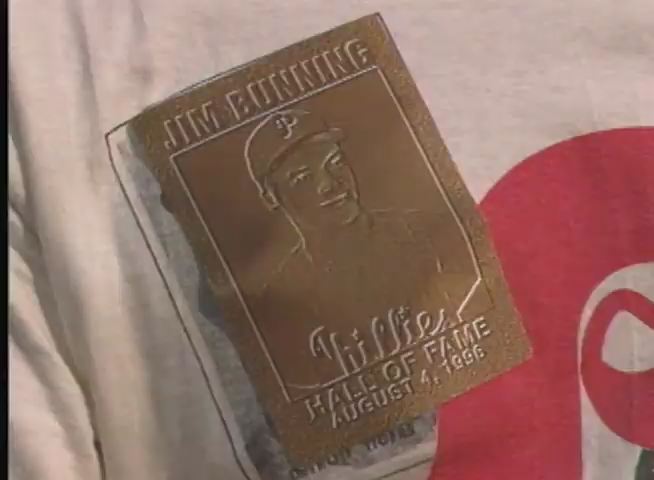 JIM BUNNING
P
Phillies
HALL OF FAME
AUGUST 4, 1996